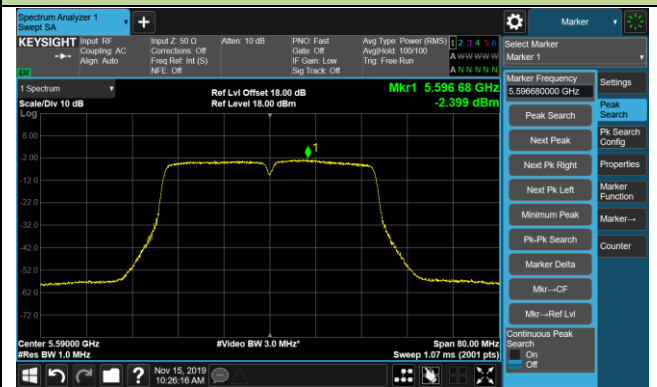 Spectrum Analyzer 1
Swept SA
Marker
KEYSIGHT
Input: RF
Coupling: AC
Align: Auto
Input Z: 50 Ω
Corrections: Off
Freq Ref: Int (S)
NFE: Off
Atten: 10 dB
PNO: Fast
Gate: Off
IF Gain: Low
Sig Track: Off
Avg Type: Power (RMS)
Avg|Hold: 100/100
Trig: Free Run
1 2 3 4 5 6
A W W W W W
A N N N N N
LXI
Select Marker
Marker 1
1 Spectrum
Scale/Div 10 dB
Log
Ref Lvl Offset 18.00 dB
Ref Level 18.00 dBm
Mkr1 5.596 68 GHz
-2.399 dBm
8.00
-2.00
-12.0
-22.0
-32.0
-42.0
-52.0
-62.0
-72.0
1
Center 5.59000 GHz
#Res BW 1.0 MHz
#Video BW 3.0 MHz*
Span 80.00 MHz
Sweep 1.07 ms (2001 pts)
Marker Frequency
5.596680000 GHz
Peak Search
Next Peak
Next Pk Right
Next Pk Left
Minimum Peak
Pk-Pk Search
Marker Delta
Mkr→CF
Mkr→Ref Lvl
Continuous Peak
Search
On
Off
Settings
Peak
Search
Pk Search
Config
Properties
Marker
Function
Marker→
Counter
?
Nov 15, 2019
10:26:16 AM